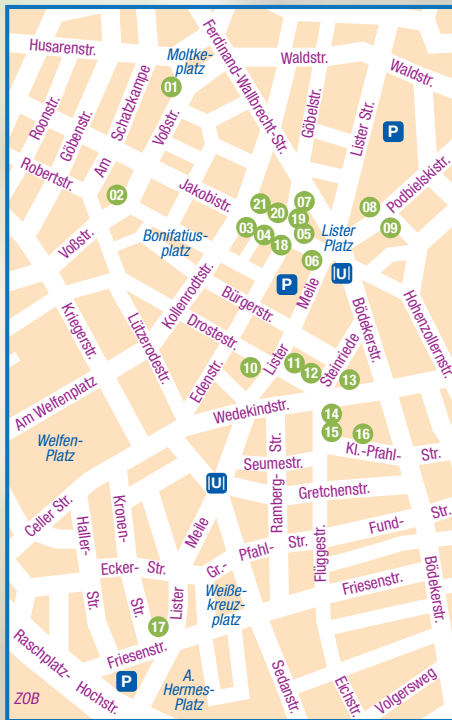 Husarenstr.
Moltke-
platz
Ferdinand-Wallbrecht-Str.
Waldstr.
Waldstr.
01
Roonstr.
Göbenstr.
Am Schatzkampe
Voßstr.
Göbelstr.
Lister Str.
P
Robertstr.
02
Jakobistr.
21
20
07
19
08
Podbielskistr.
03
04
18
05
Lister
Platz
09
Voßstr.
Bonifatius-
platz
06
U
P
Kollenrodtstr.
Bürgerstr.
Lister Meile
Bödekerstr.
Hohenzollernstr.
Kriegerstr.
Lützerodestr.
Drostestr.
Edenstr.
10
11
12
Steinriede
13
Am Welfenplatz
Wedekindstr.
14
15
16
Kl.-Pfahl- Str.
Welfen-
Platz
Seumestr.
Ramberg- Str.
U
Gretchenstr.
Celler Str.
Haller- Str.
Kronen- Str.
Lister Meile
Gr.- Pfahl- Str.
Flüggestr.
Fund- Str.
Ecker- Str.
Weiße-
kreuz-
platz
Friesenstr.
Bödekerstr.
17
Friesenstr.
Raschplatz- Hochstr.
P
A.
Hermes-
Platz
Sedanstr.
Eichstr.
Volgersweg
ZOB